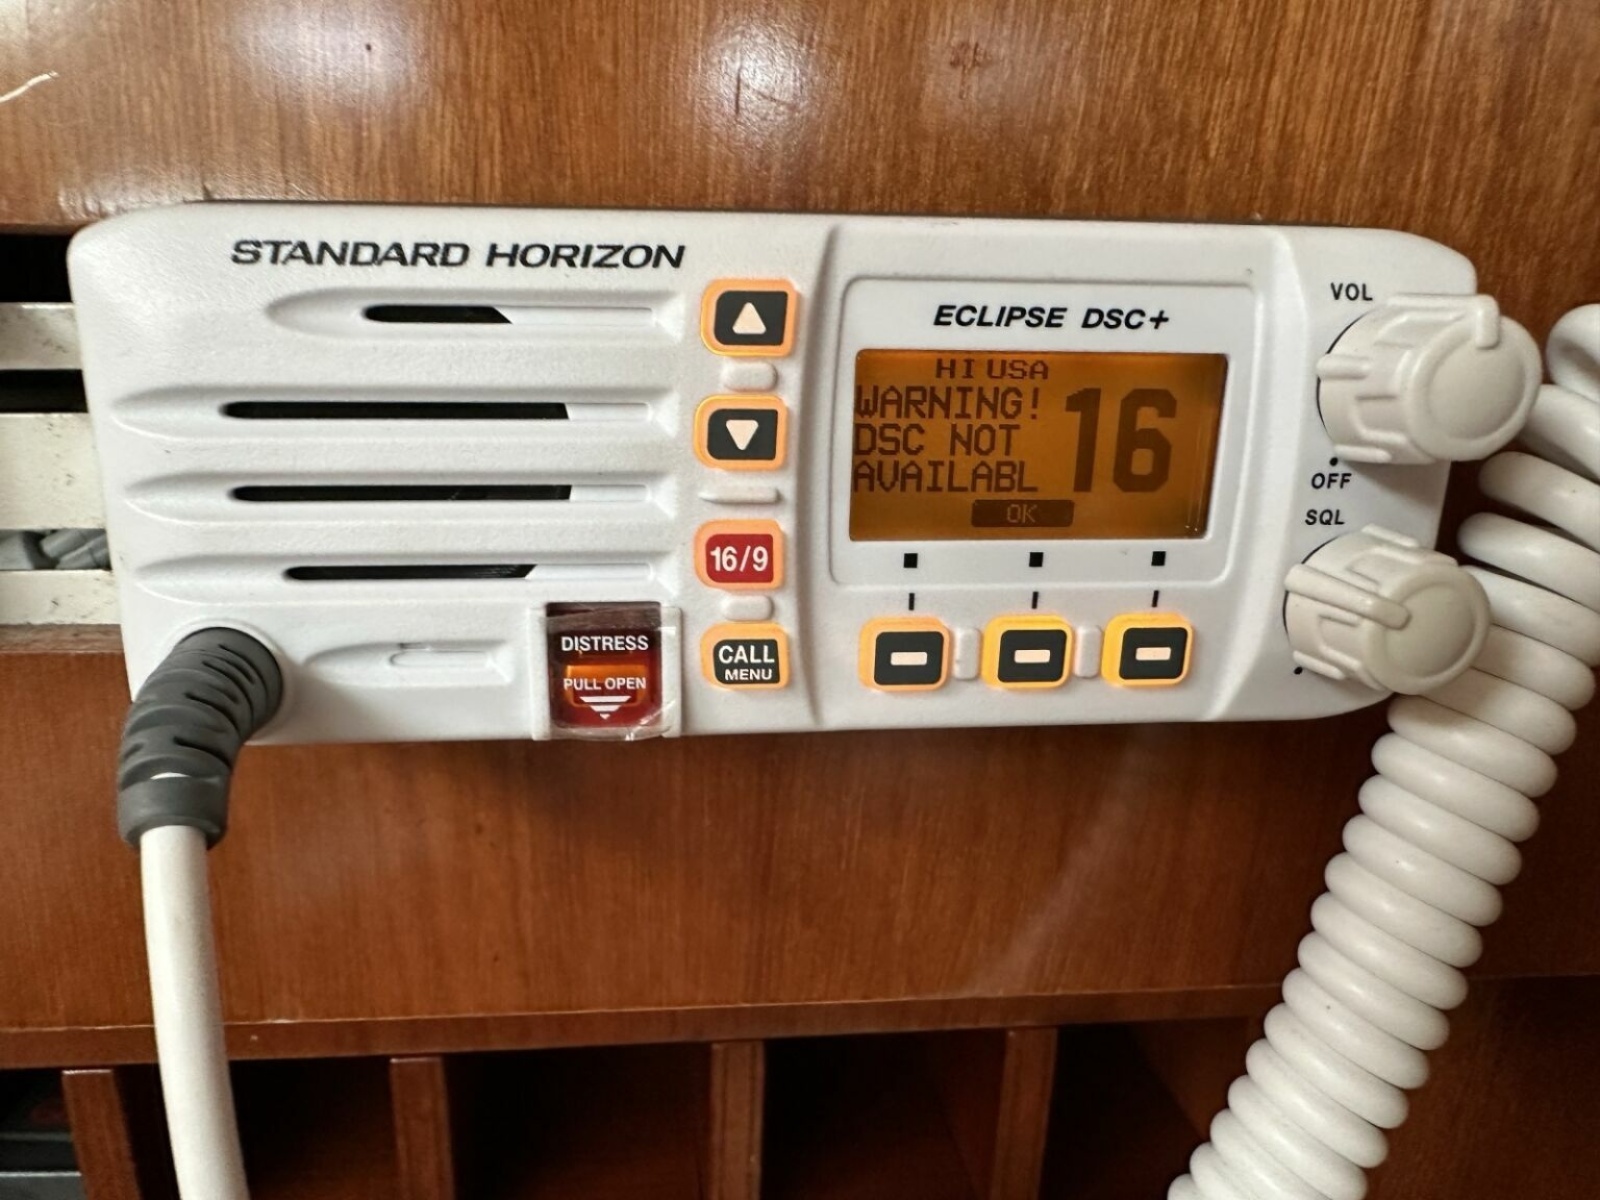 STANDARD HORIZON
ECLIPSE DSC+
HI USA
WARNING!
DSC NOT
AVAILABL
16
OK
16/9
CALL
MENU
DISTRESS
PULL OPEN
VOL
OFF
SQL